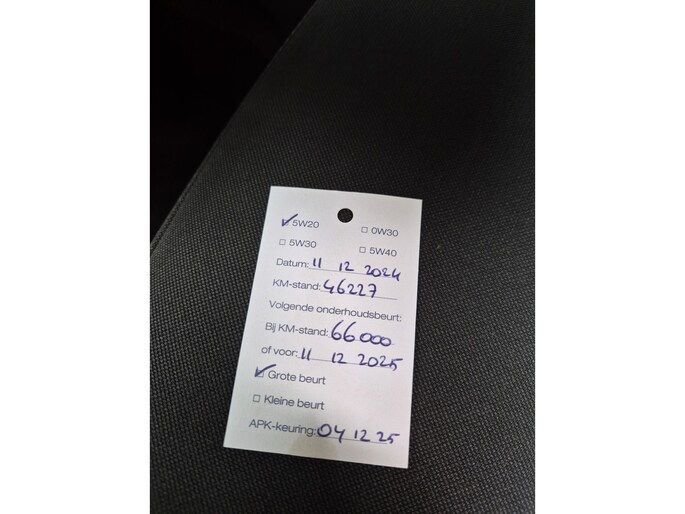 ☑ 5W20 ☐ 0W30
☐ 5W30 ☐ 5W40
Datum: 11 12 2024
KM-stand: 46227
Volgende onderhoudsbeurt:
Bij KM-stand: 66000
of voor: 11 12 2025
☑ Grote beurt
☐ Kleine beurt
APK-keuring: 04 12 25